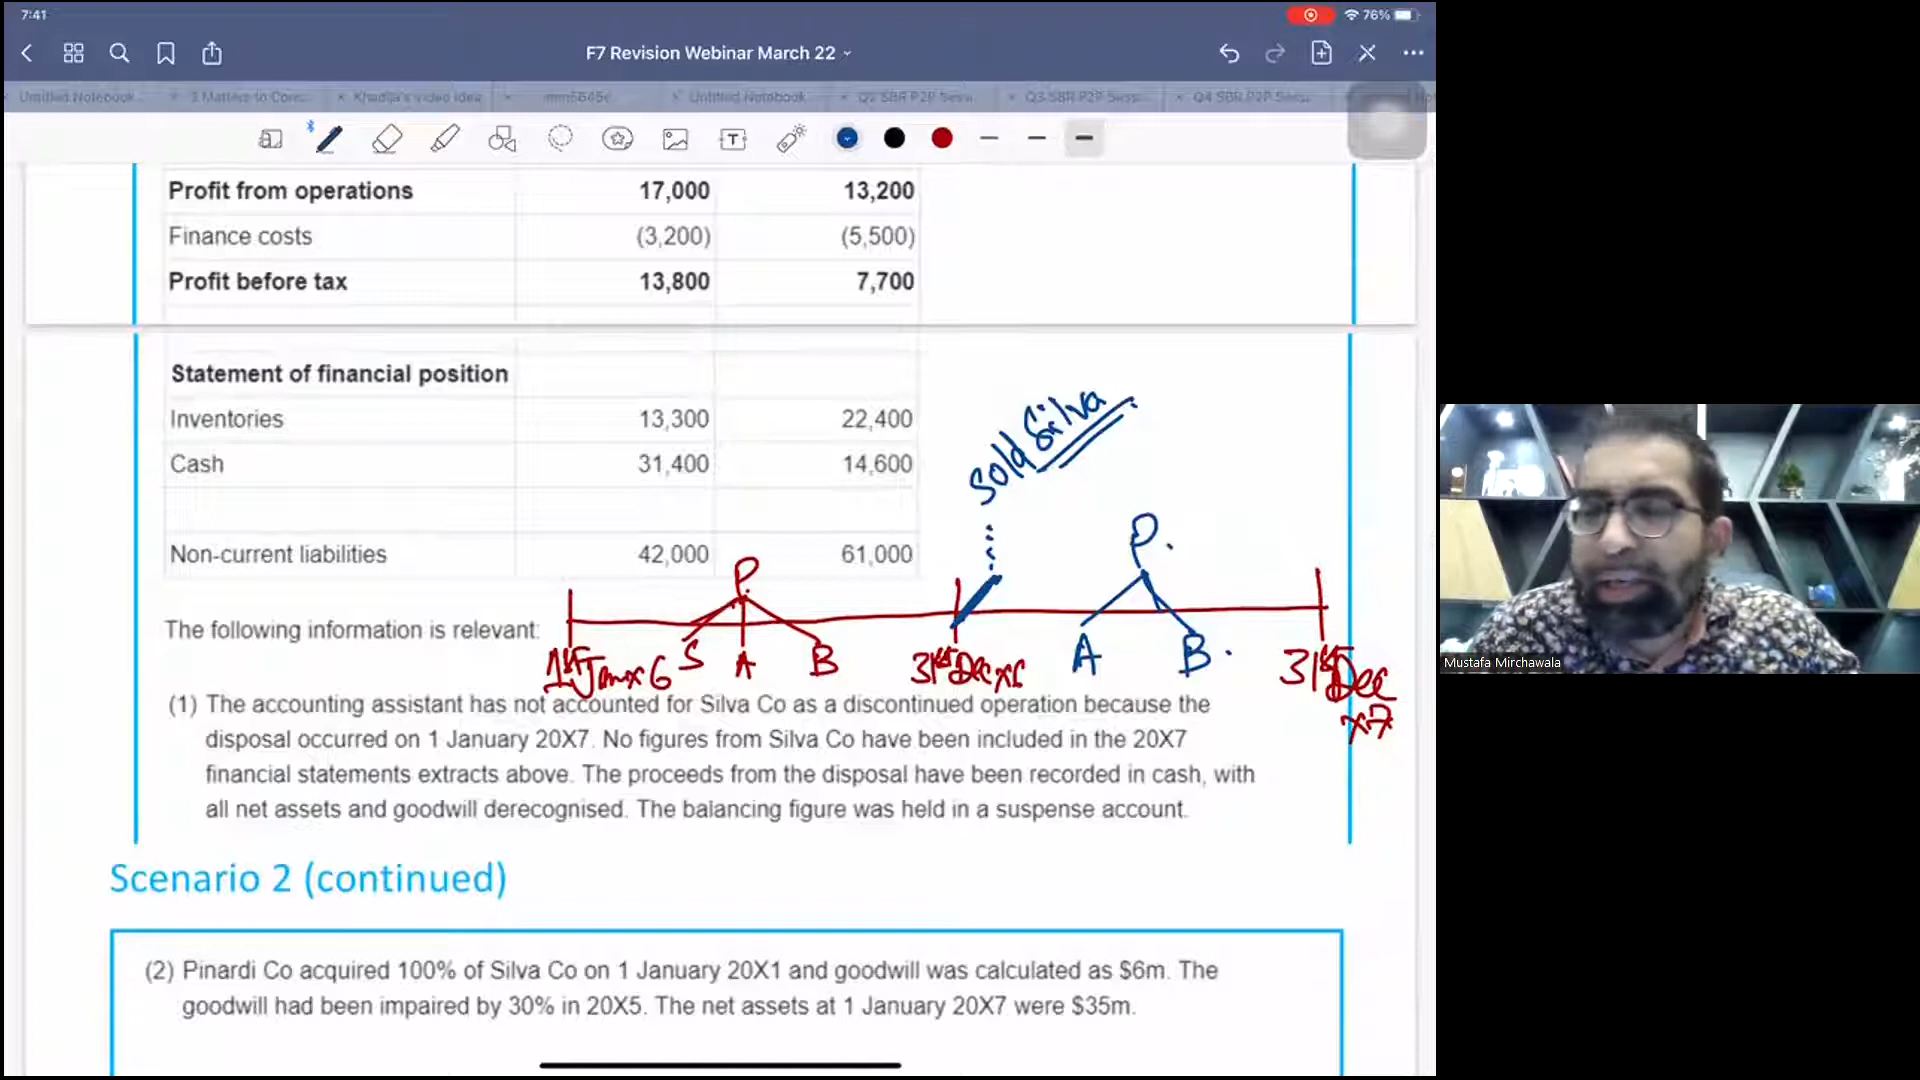 7:41
76%
F7 Revision Webinar March 22
Untitled Notebook
Untitled Notebook
T
Profit from operations 17,000 13,200
Finance costs (3,200) (5,500)
Profit before tax 13,800 7,700
Statement of financial position
Inventories 13,300 22,400
Cash 31,400 14,600
Non-current liabilities 42,000 61,000
Sold Silva
P.
P.
The following information is relevant:
S A B
A B.
1st Jan x6
31st Dec x6
31st Dec x7
(1) The accounting assistant has not accounted for Silva Co as a discontinued operation because the
disposal occurred on 1 January 20X7. No figures from Silva Co have been included in the 20X7
financial statements extracts above. The proceeds from the disposal have been recorded in cash, with
all net assets and goodwill derecognised. The balancing figure was held in a suspense account.
Scenario 2 (continued)
(2) Pinardi Co acquired 100% of Silva Co on 1 January 20X1 and goodwill was calculated as $6m. The
goodwill had been impaired by 30% in 20X5. The net assets at 1 January 20X7 were $35m.
Mustafa Mirchawala